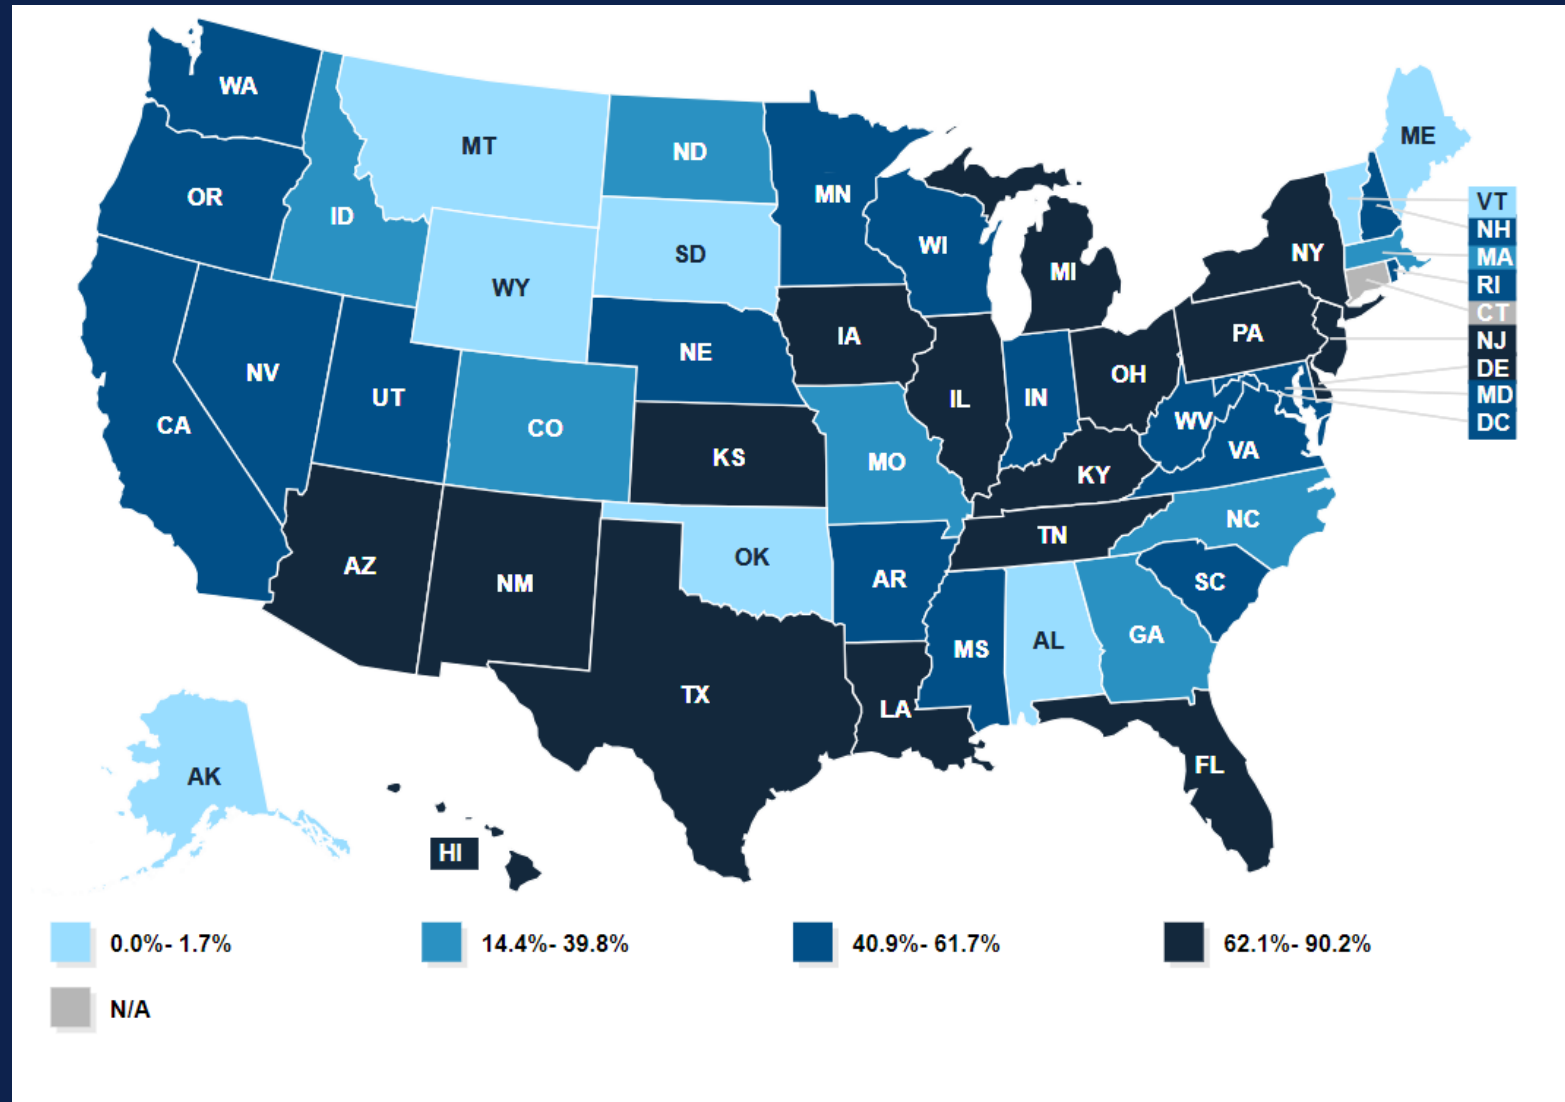 WA
MT
ND
MN
ME
OR
ID
SD
WI
MI
NY
VT
NH
MA
RI
CT
NJ
DE
MD
DC
WY
IA
PA
NE
NV
UT
CO
KS
MO
IL
IN
OH
WV
VA
KY
CA
AZ
NM
OK
AR
TN
NC
SC
MS
AL
GA
TX
LA
FL
AK
HI
0.0%- 1.7%
14.4%- 39.8%
40.9%- 61.7%
62.1%- 90.2%
N/A